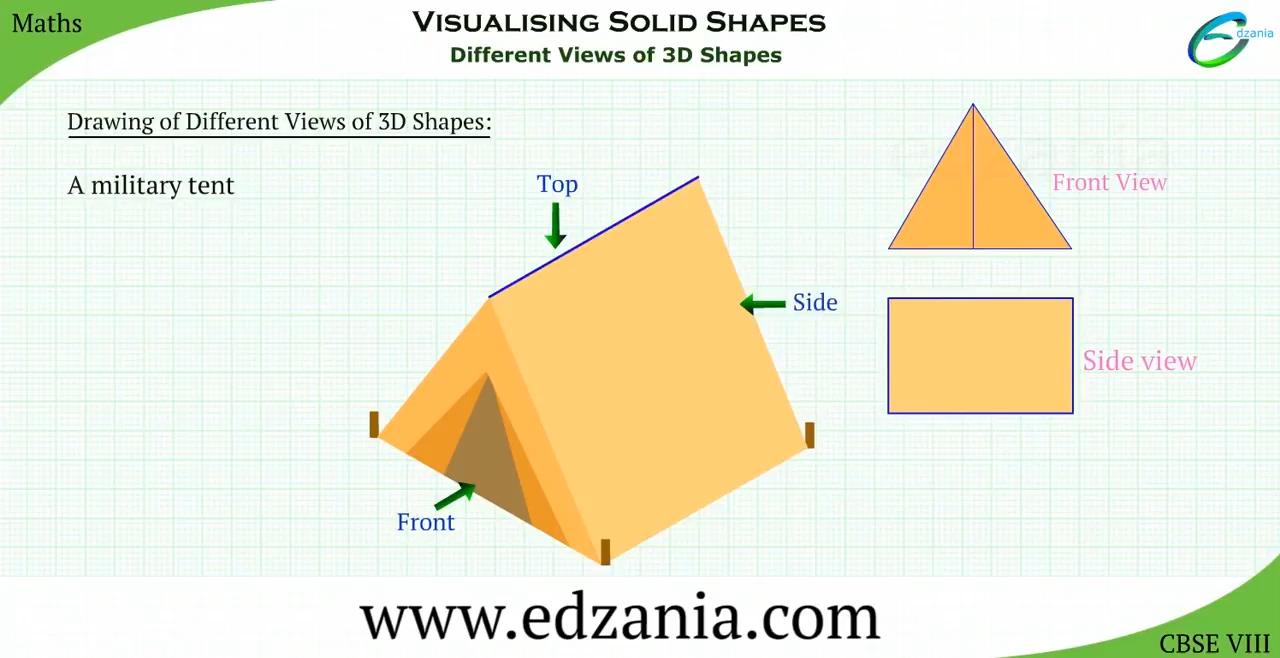 Maths
VISUALISING SOLID SHAPES
Different Views of 3D Shapes
Edzania
Drawing of Different Views of 3D Shapes:
A military tent
Top
Side
Front
Front View
Side view
www.edzania.com
CBSE VIII